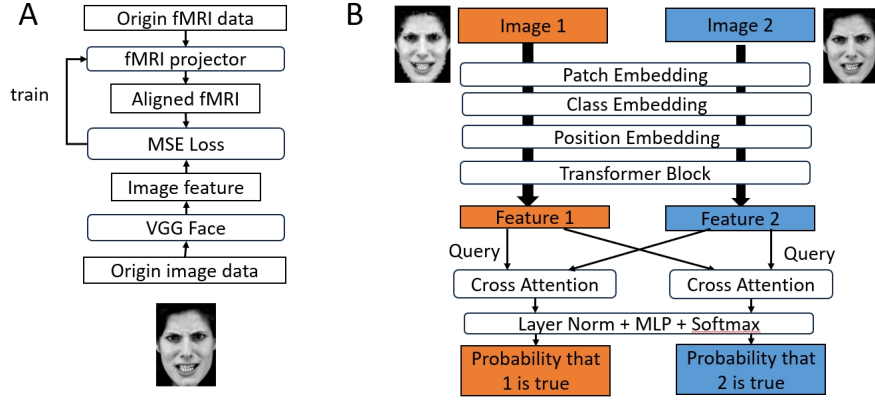 A
Origin fMRI data
fMRI projector
train
Aligned fMRI
MSE Loss
Image feature
VGG Face
Origin image data
B
Image 1
Image 2
Patch Embedding
Class Embedding
Position Embedding
Transformer Block
Feature 1
Feature 2
Query
Query
Cross Attention
Cross Attention
Layer Norm + MLP + Softmax
Probability that
1 is true
Probability that
2 is true